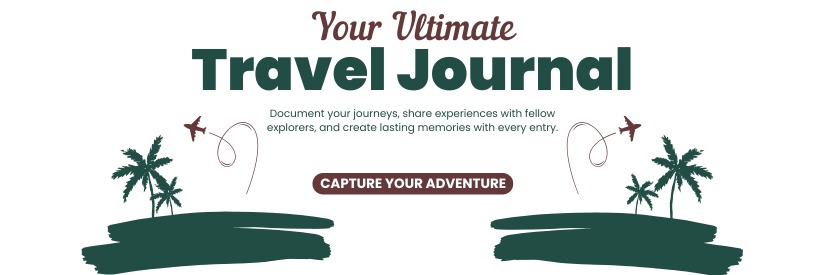 Your Ultimate
Travel Journal
Document your journeys, share experiences with fellow
explorers, and create lasting memories with every entry.
CAPTURE YOUR ADVENTURE